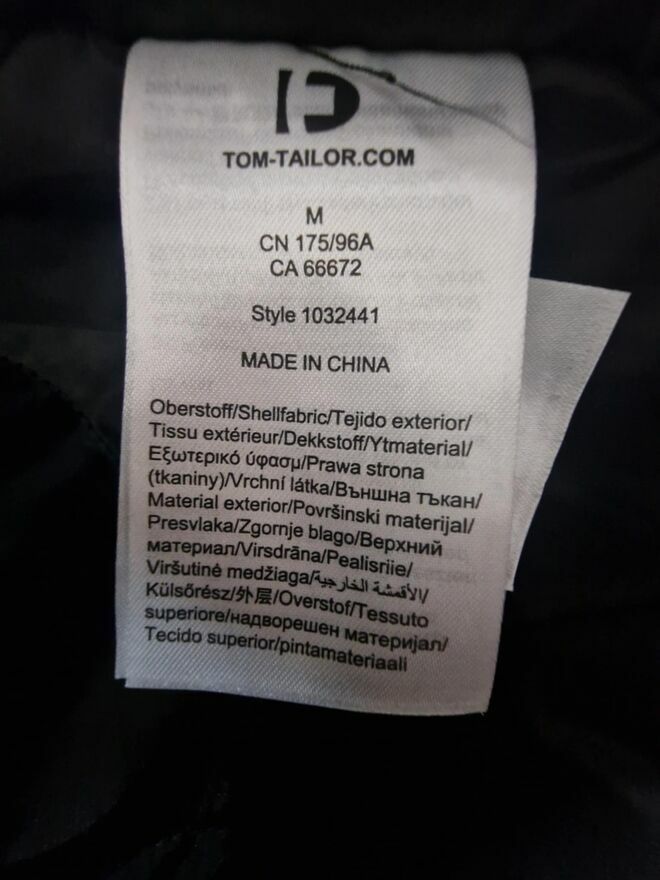 TOM-TAILOR.COM
M
CN 175/96A
CA 66672
Style 1032441
MADE IN CHINA
Oberstoff/Shellfabric/Tejido exterior/
Tissu extérieur/Dekkstoff/Ytmaterial/
Εξωτερικό ύφασμ/Prawa strona
(tkaniny)/Vrchní látka/Външна тъкан/
Material exterior/Površinski materijal/
Presvlaka/Zgornje blago/Верхний
материал/Virsdrāna/Pealisriie/
Viršutinė medžiaga/الأقمشة الخارجية/
Külsőrész/外层/Overstof/Tessuto
superiore/надворешен материјал/
Tecido superior/pintamateriaali